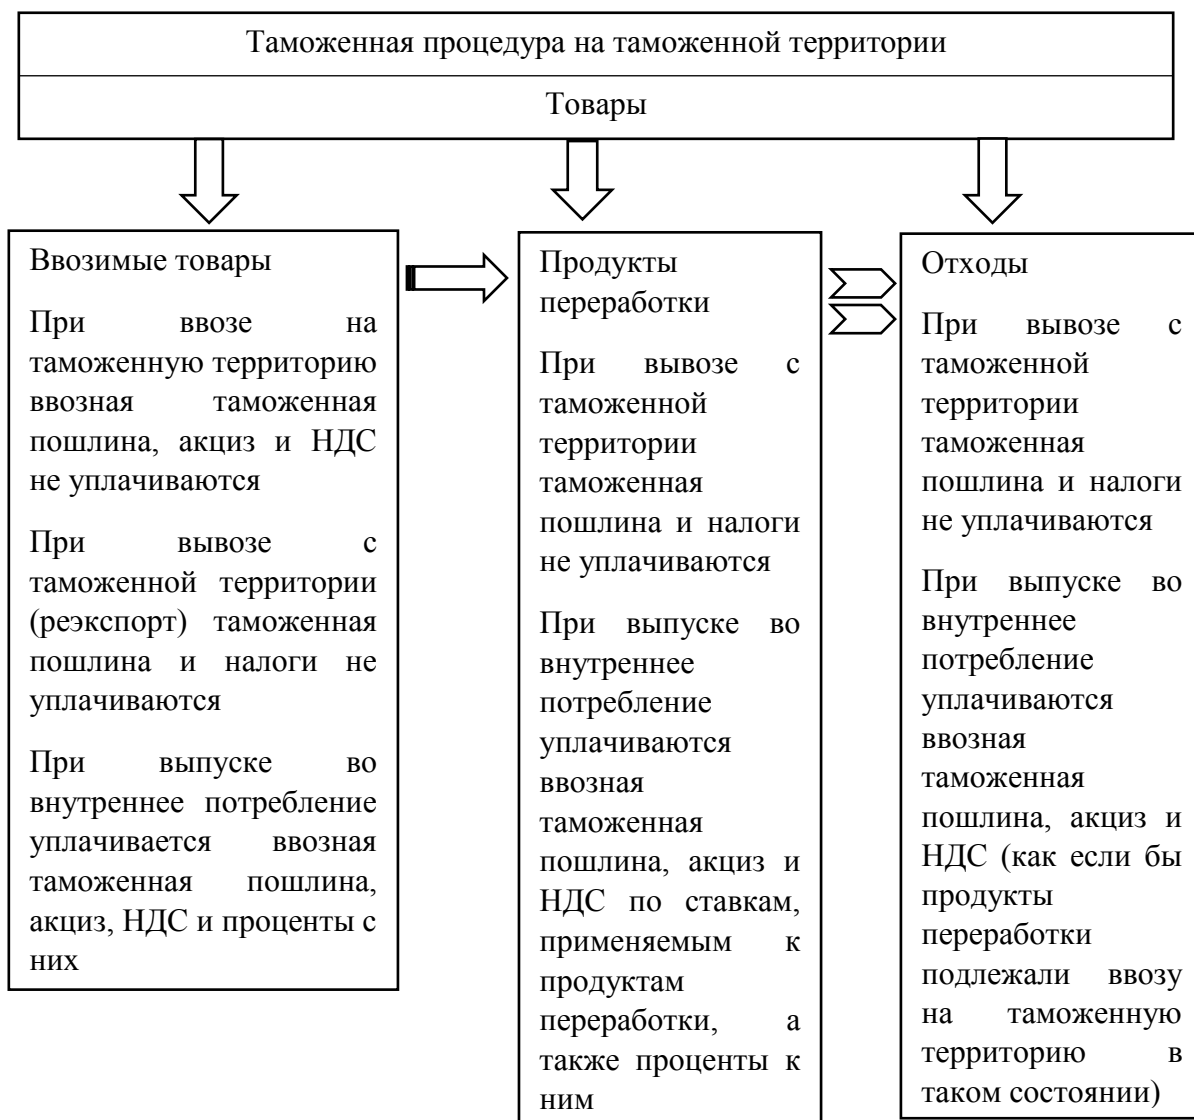 Таможенная процедура на таможенной территории
Товары
Ввозимые товары
При ввозе на
таможенную территорию
ввозная таможенная
пошлина, акциз и НДС
не уплачиваются
При вывозе с
таможенной территории
(реэкспорт) таможенная
пошлина и налоги не
уплачиваются
При выпуске во
внутреннее потребление
уплачивается ввозная
таможенная пошлина,
акциз, НДС и проценты с
них
Продукты
переработки
При вывозе с
таможенной
территории
таможенная
пошлина и налоги
не уплачиваются
При выпуске во
внутреннее
потребление
уплачиваются
ввозная
таможенная
пошлина, акциз и
НДС по ставкам,
применяемым к
продуктам
переработки, а
также проценты к
ним
Отходы
При вывозе с
таможенной
территории
таможенная
пошлина и налоги
не уплачиваются
При выпуске во
внутреннее
потребление
уплачиваются
ввозная
таможенная
пошлина, акциз и
НДС (как если бы
продукты
переработки
подлежали ввозу
на таможенную
территорию в
таком состоянии)